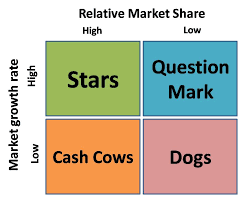 Relative Market Share
High
Low
Market growth rate
High
Stars
Question
Mark
Low
Cash Cows
Dogs